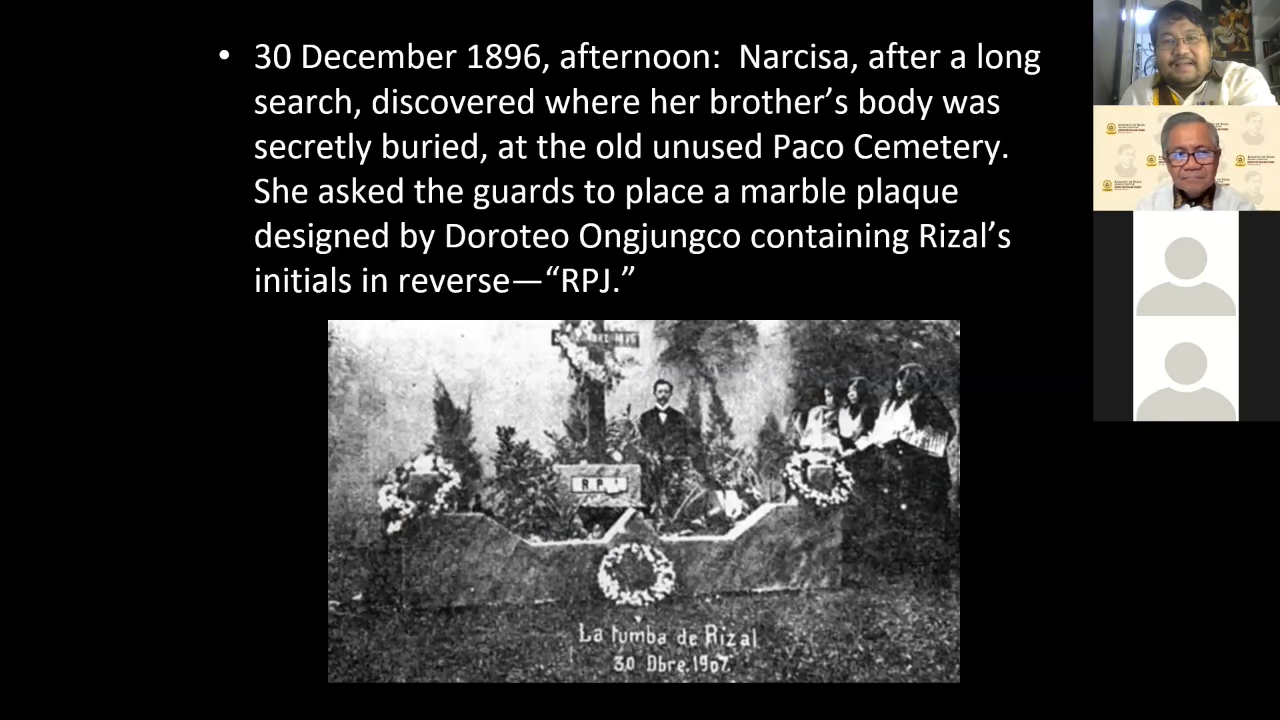 • 30 December 1896, afternoon: Narcisa, after a long
search, discovered where her brother’s body was
secretly buried, at the old unused Paco Cemetery.
She asked the guards to place a marble plaque
designed by Doroteo Ongjungco containing Rizal’s
initials in reverse—“RPJ.”
R P
La tumba de Rizal
30 Dbre. 1907.